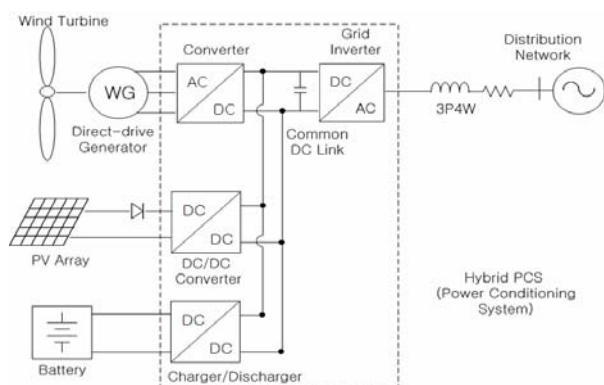 Wind Turbine
WG
Direct-drive
Generator
Converter
AC
DC
Grid
Inverter
DC
AC
Common
DC Link
3P4W
Distribution
Network
PV Array
DC
DC
DC/DC
Converter
Battery
DC
DC
Charger/Discharger
Hybrid PCS
(Power Conditioning
System)